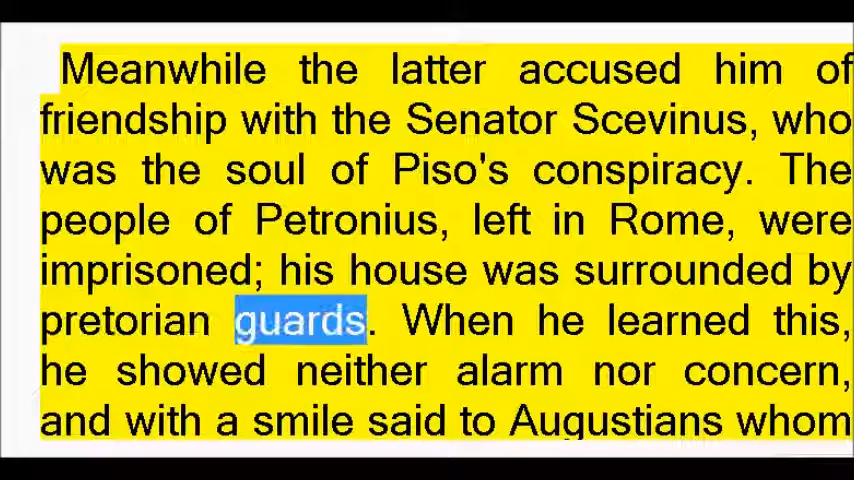 Meanwhile the latter accused him of
friendship with the Senator Scevinus, who
was the soul of Piso's conspiracy. The
people of Petronius, left in Rome, were
imprisoned; his house was surrounded by
pretorian guards. When he learned this,
he showed neither alarm nor concern,
and with a smile said to Augustians whom